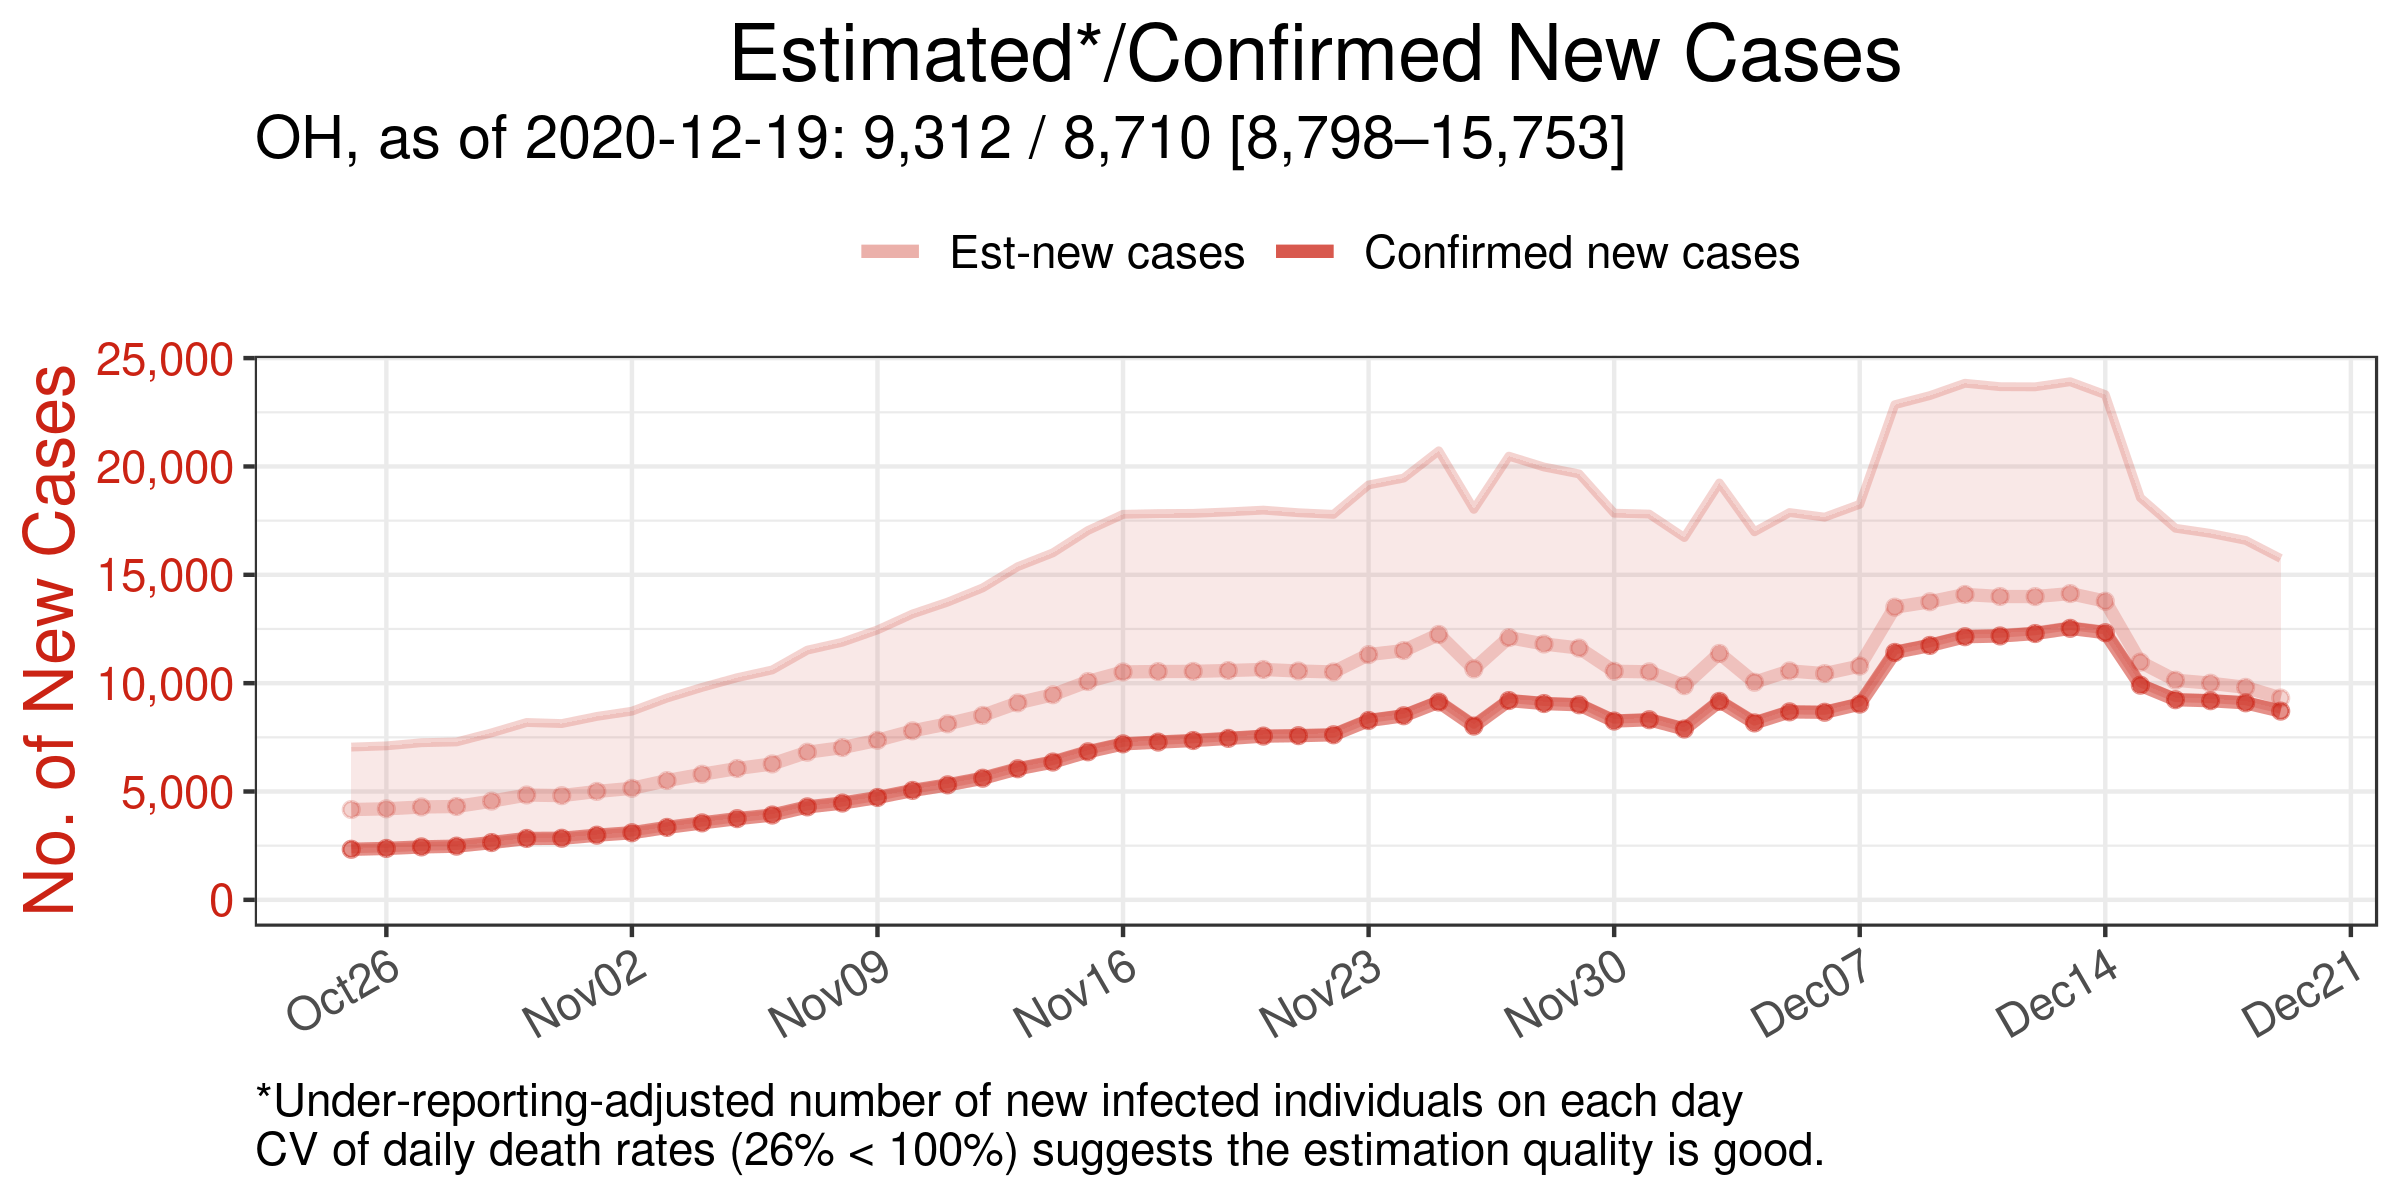 Estimated*/Confirmed New Cases
OH, as of 2020-12-19: 9,312 / 8,710 [8,798–15,753]
Est-new cases
Confirmed new cases
No. of New Cases
25,000
20,000
15,000
10,000
5,000
0
Oct26
Nov02
Nov09
Nov16
Nov23
Nov30
Dec07
Dec14
Dec21
*Under-reporting-adjusted number of new infected individuals on each day
CV of daily death rates (26% < 100%) suggests the estimation quality is good.